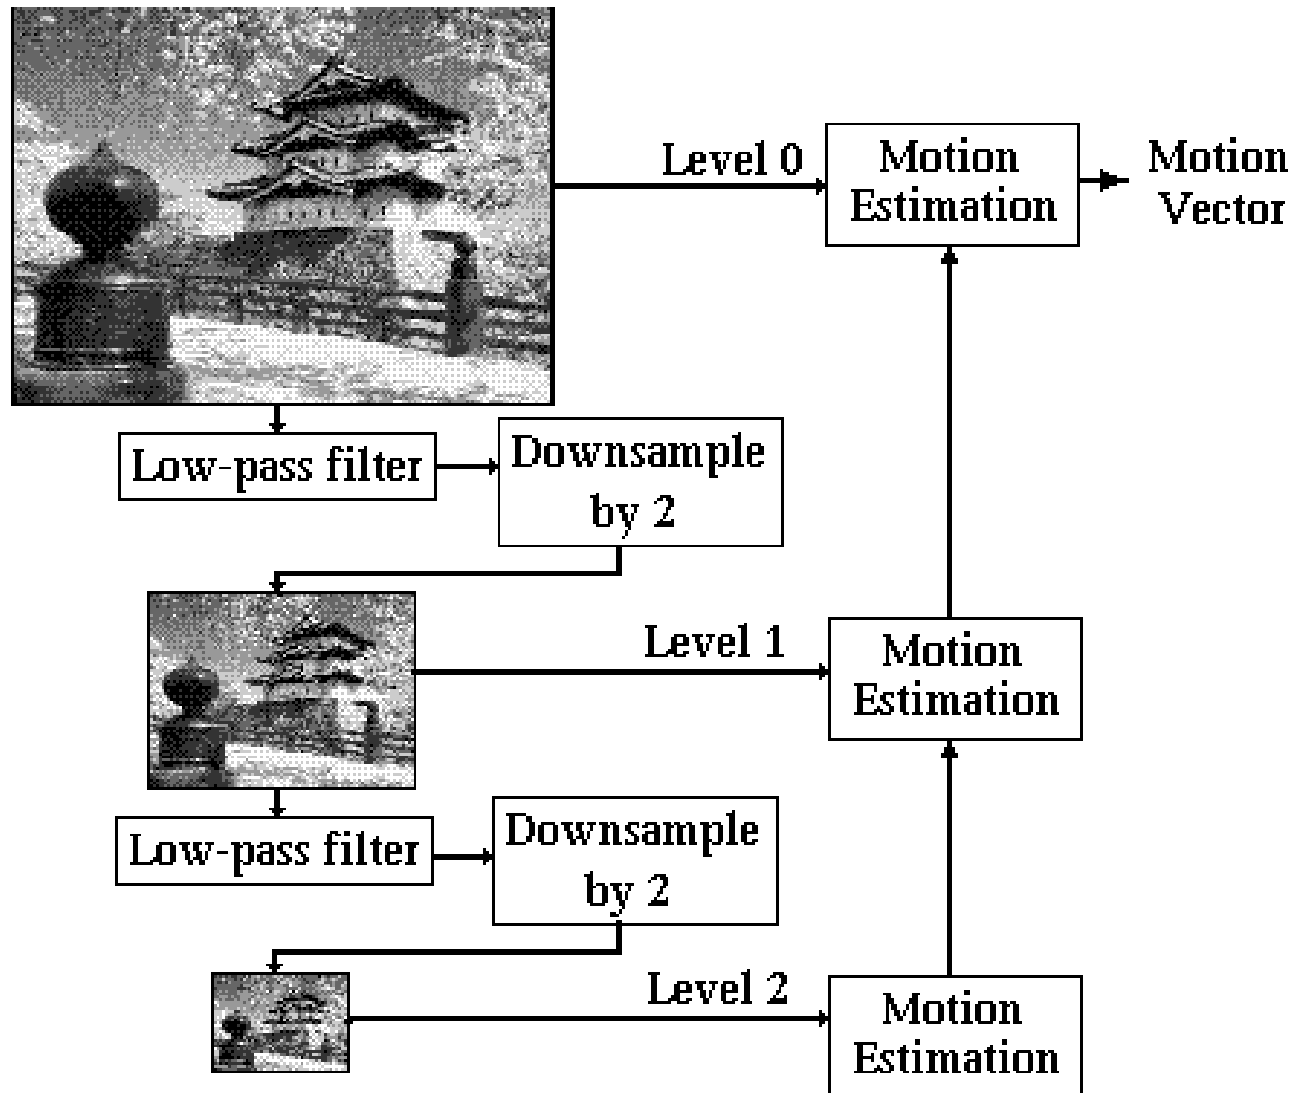 Level 0
Motion
Estimation
Motion
Vector
Low-pass filter
Downsample
by 2
Level 1
Motion
Estimation
Low-pass filter
Downsample
by 2
Level 2
Motion
Estimation